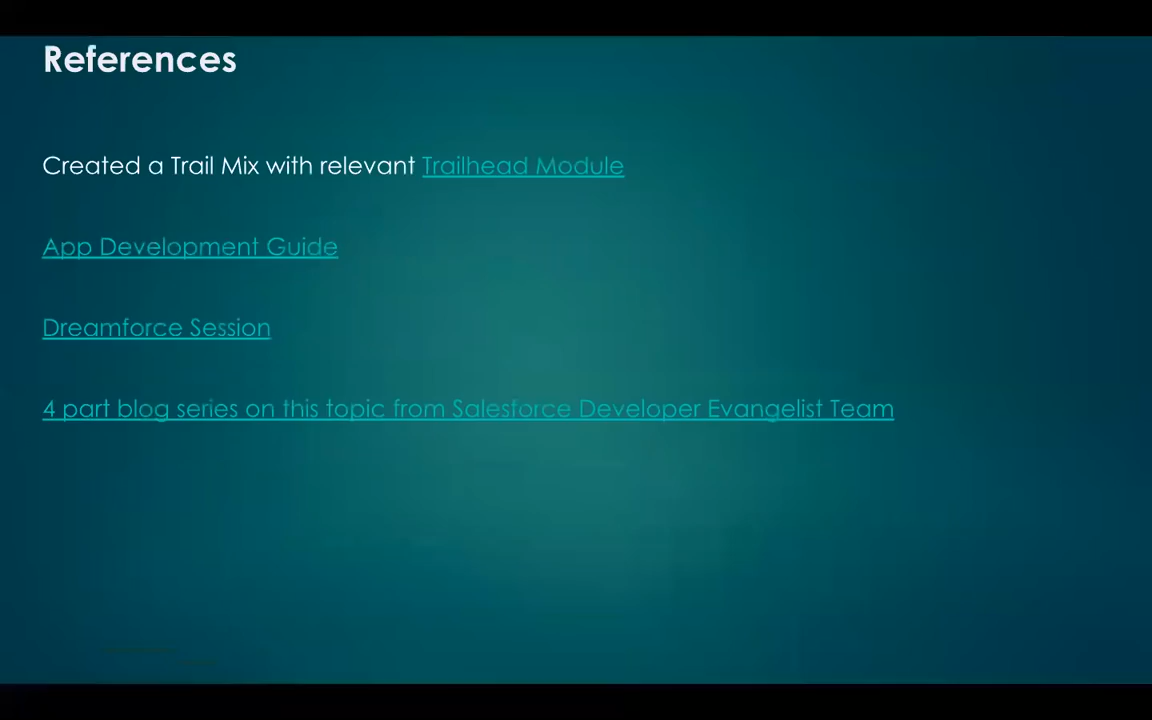 References
Created a Trail Mix with relevant Trailhead Module
App Development Guide
Dreamforce Session
4 part blog series on this topic from Salesforce Developer Evangelist Team